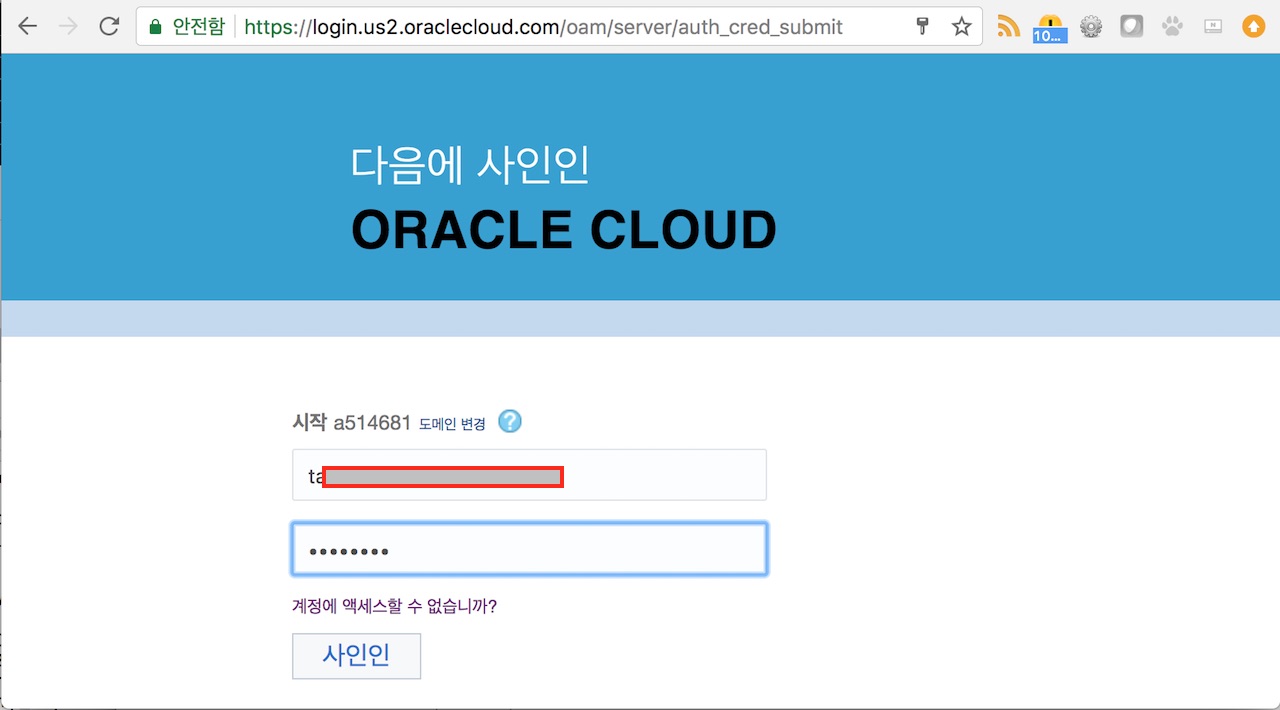 안전함 https://login.us2.oraclecloud.com/oam/server/auth_cred_submit 10...
다음에 사인인
ORACLE CLOUD
시작 a514681 도메인 변경 ?
ta
••••••••
계정에 액세스할 수 없습니까?
사인인